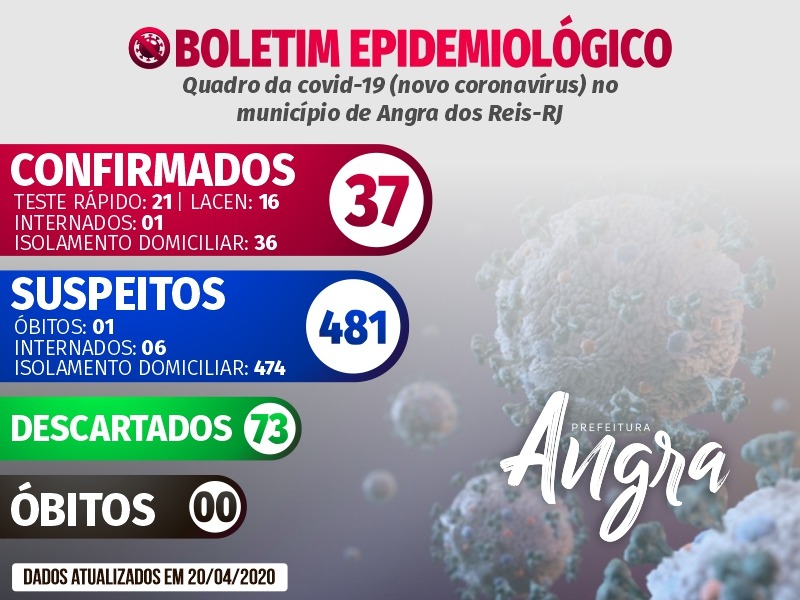 BOLETIM EPIDEMIOLÓGICO
Quadro da covid-19 (novo coronavírus) no
município de Angra dos Reis-RJ
CONFIRMADOS 37
TESTE RÁPIDO: 21 | LACEN: 16
INTERNADOS: 01
ISOLAMENTO DOMICILIAR: 36
SUSPEITOS 481
ÓBITOS: 01
INTERNADOS: 06
ISOLAMENTO DOMICILIAR: 474
DESCARTADOS 73
ÓBITOS 00
PREFEITURA
Angra
DADOS ATUALIZADOS EM 20/04/2020